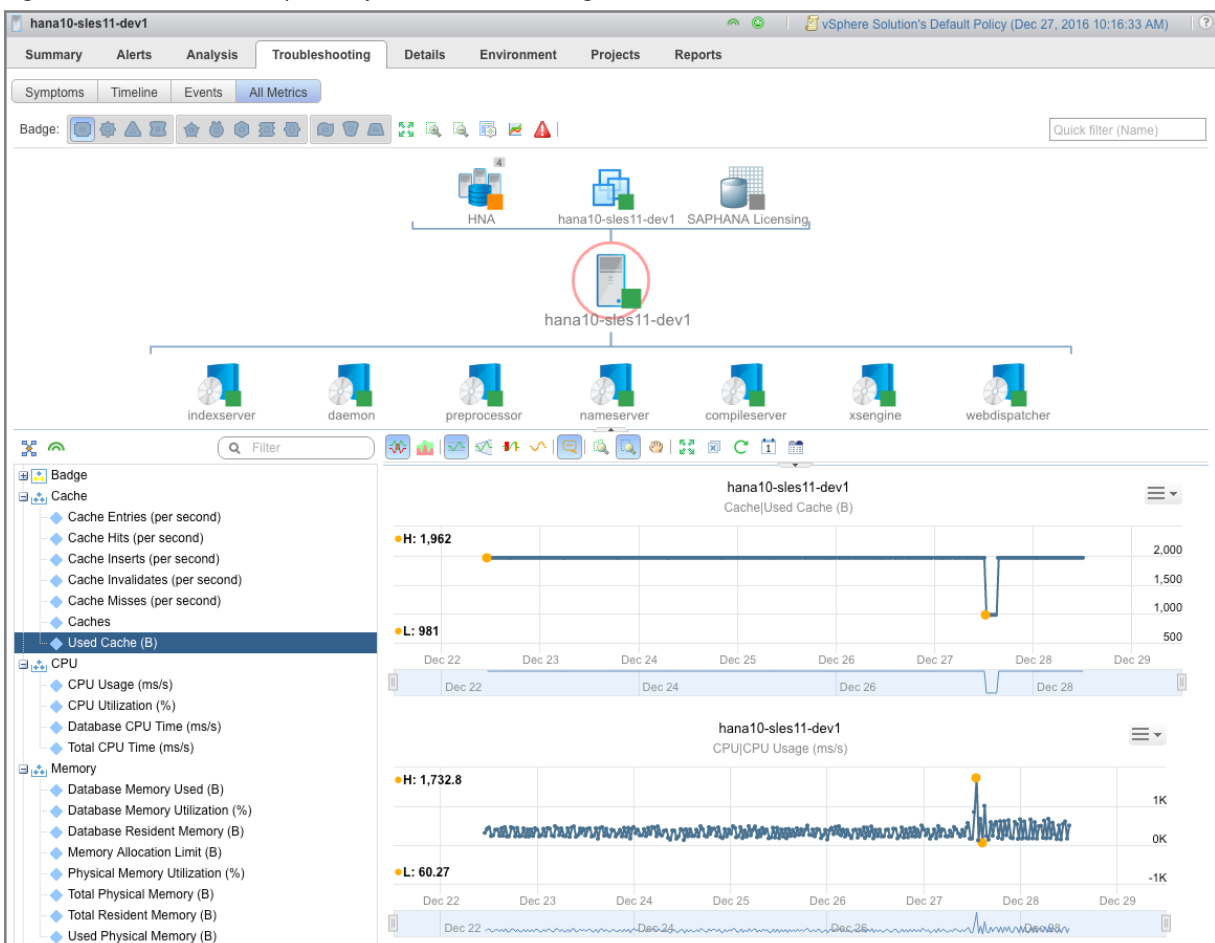 hana10-sles11-dev1
vSphere Solution's Default Policy (Dec 27, 2016 10:16:33 AM)
?
Summary Alerts Analysis Troubleshooting Details Environment Projects Reports
Symptoms Timeline Events All Metrics
Badge:
Quick filter (Name)
4
HNA hana10-sles11-dev1 SAPHANA Licensing
hana10-sles11-dev1
indexserver daemon preprocessor nameserver compileserver xsengine webdispatcher
Filter
1
Badge
Cache
Cache Entries (per second)
Cache Hits (per second)
Cache Inserts (per second)
Cache Invalidates (per second)
Cache Misses (per second)
Caches
Used Cache (B)
CPU
CPU Usage (ms/s)
CPU Utilization (%)
Database CPU Time (ms/s)
Total CPU Time (ms/s)
Memory
Database Memory Used (B)
Database Memory Utilization (%)
Database Resident Memory (B)
Memory Allocation Limit (B)
Physical Memory Utilization (%)
Total Physical Memory (B)
Total Resident Memory (B)
Used Physical Memory (B)
hana10-sles11-dev1
Cache|Used Cache (B)
H: 1,962
2,000
1,500
1,000
L: 981
500
Dec 22 Dec 23 Dec 24 Dec 25 Dec 26 Dec 27 Dec 28 Dec 29
Dec 22 Dec 24 Dec 26 Dec 28
hana10-sles11-dev1
CPU|CPU Usage (ms/s)
H: 1,732.8
1K
0K
L: 60.27
-1K
Dec 22 Dec 23 Dec 24 Dec 25 Dec 26 Dec 27 Dec 28 Dec 29
Dec 22 Dec 24 Dec 26 Dec 28